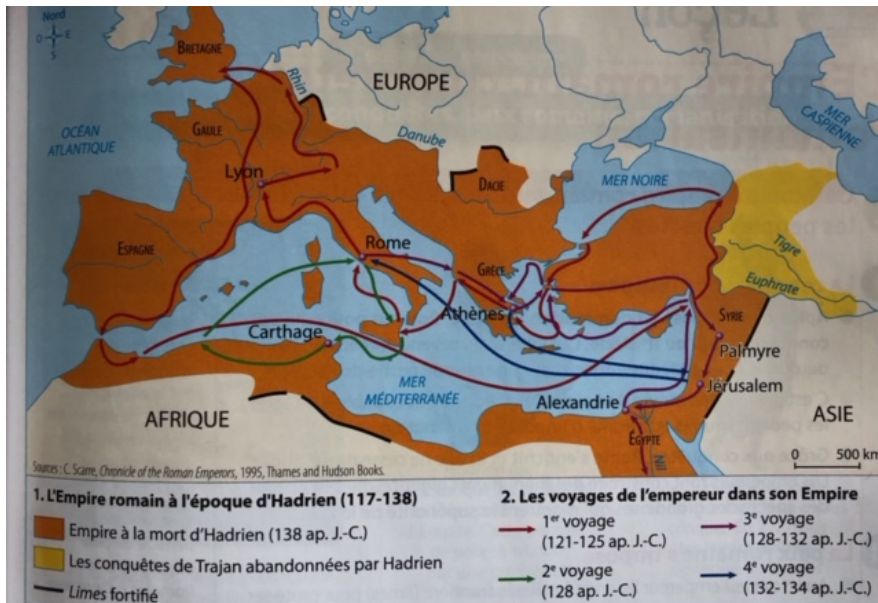 Nord
O
E
S
BRETAGNE
Rhin
EUROPE
OCÉAN
ATLANTIQUE
GAULE
Danube
MER
CASPIENNE
Lyon
DACIE
MER NOIRE
ESPAGNE
Rome
GRÈCE
Tigre
Euphrate
Athènes
SYRIE
Carthage
Palmyre
MER
MÉDITERRANÉE
Jérusalem
Alexandrie
AFRIQUE
ASIE
ÉGYPTE
Nil
0 500 km
Sources : C. Scarre, Chronicle of the Roman Emperors, 1995, Thames and Hudson Books.
1. L'Empire romain à l'époque d'Hadrien (117-138)
Empire à la mort d'Hadrien (138 ap. J.-C.)
Les conquêtes de Trajan abandonnées par Hadrien
Limes fortifié
2. Les voyages de l'empereur dans son Empire
1er voyage
(121-125 ap. J.-C.)
2e voyage
(128 ap. J.-C.)
3e voyage
(128-132 ap. J.-C.)
4e voyage
(132-134 ap. J.-C.)